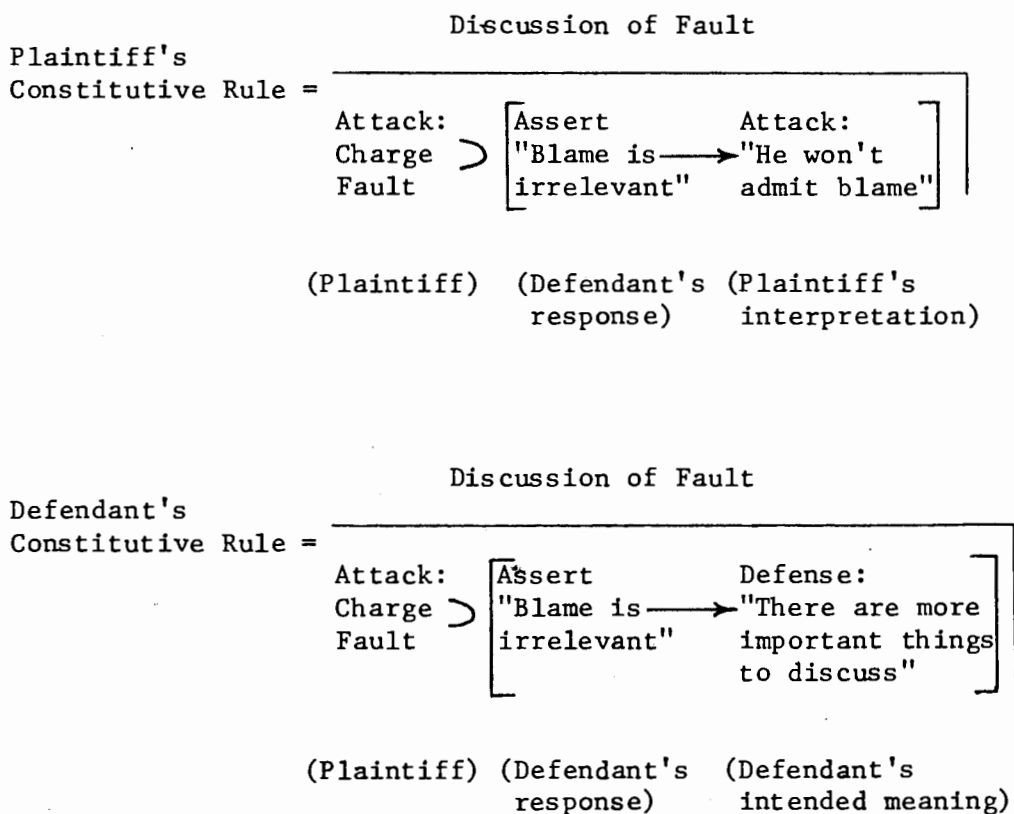 Discussion of Fault
Plaintiff's
Constitutive Rule =
Attack: Assert Attack:
Charge ⊃ "Blame is → "He won't
Fault irrelevant" admit blame"
(Plaintiff) (Defendant's (Plaintiff's
response) interpretation)
Discussion of Fault
Defendant's
Constitutive Rule =
Attack: Assert Defense:
Charge ⊃ "Blame is → "There are more
Fault irrelevant" important things
to discuss"
(Plaintiff) (Defendant's (Defendant's
response) intended meaning)